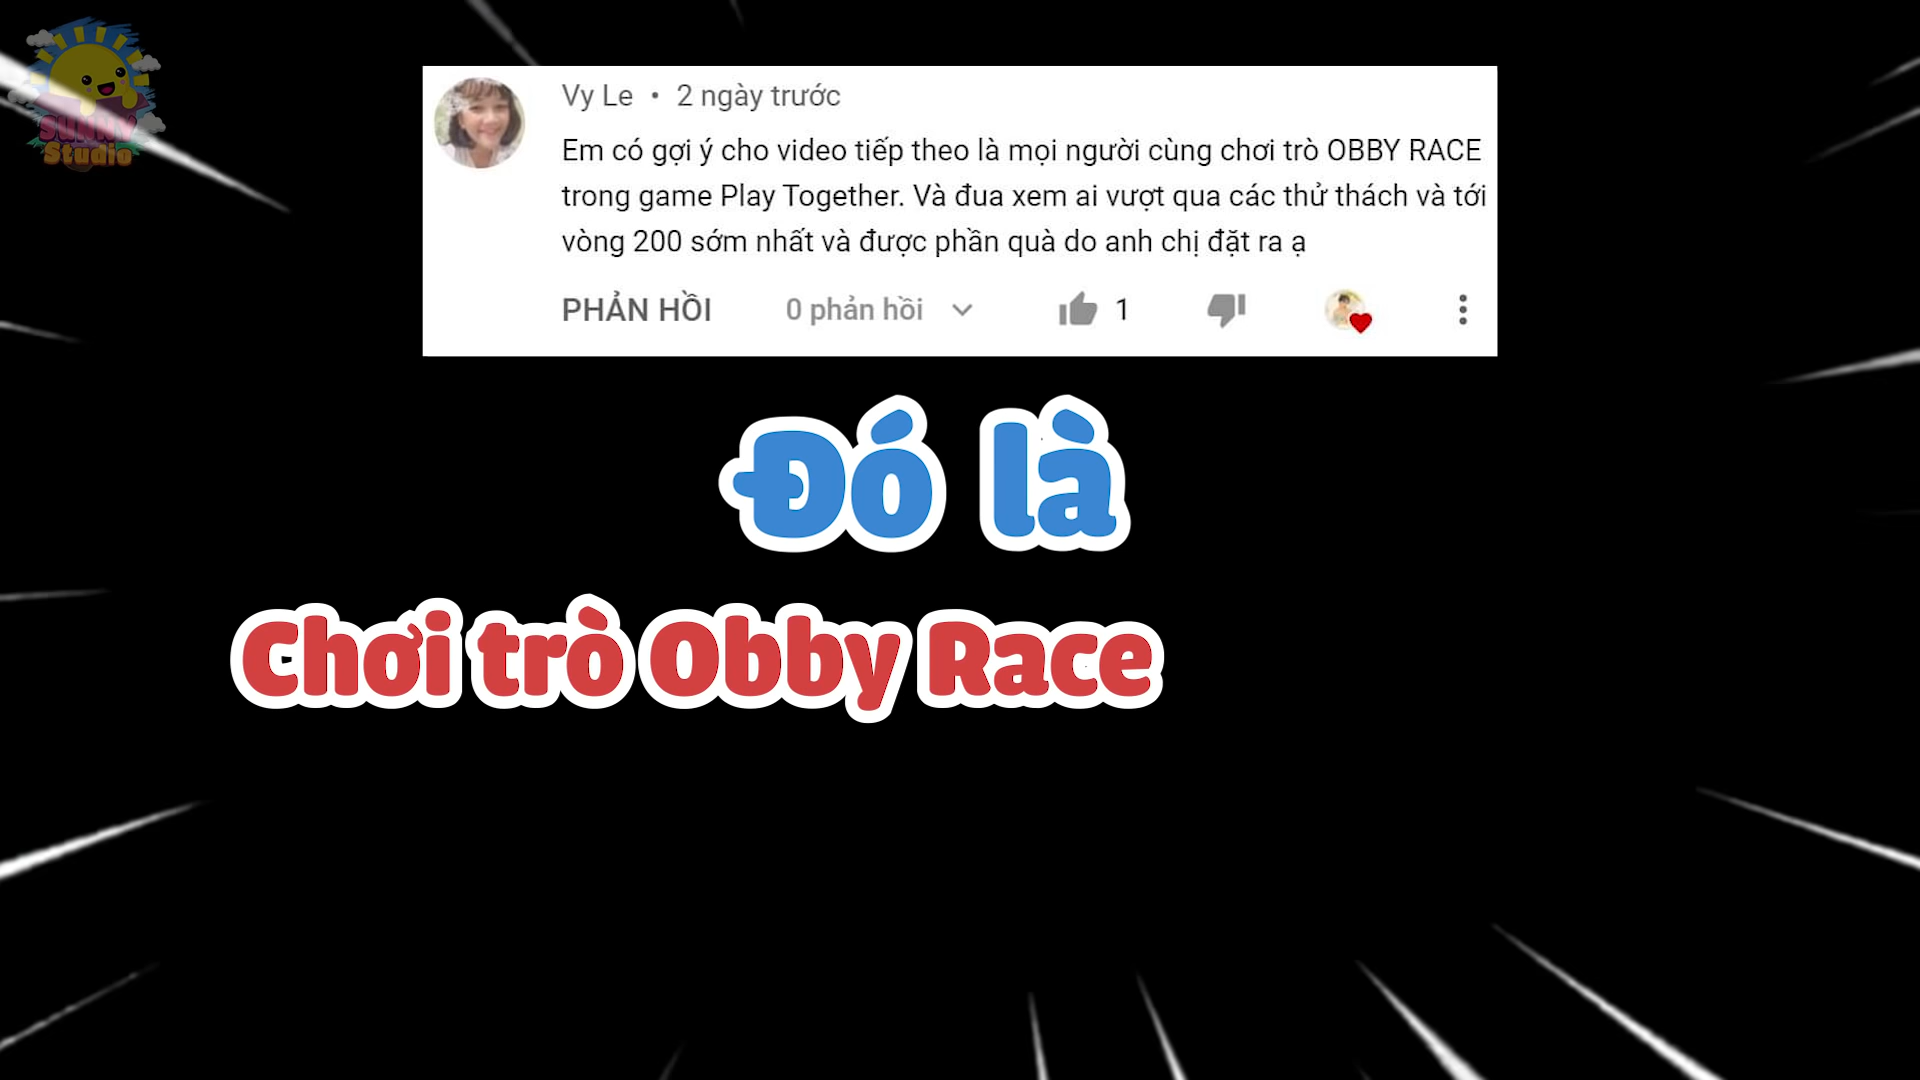 SUNNY
Studio
Vy Le • 2 ngày trước
Em có gợi ý cho video tiếp theo là mọi người cùng chơi trò OBBY RACE
trong game Play Together. Và đua xem ai vượt qua các thử thách và tới
vòng 200 sớm nhất và được phần quà do anh chị đặt ra ạ
PHẢN HỒI 0 phản hồi 1
Đó là
Chơi trò Obby Race